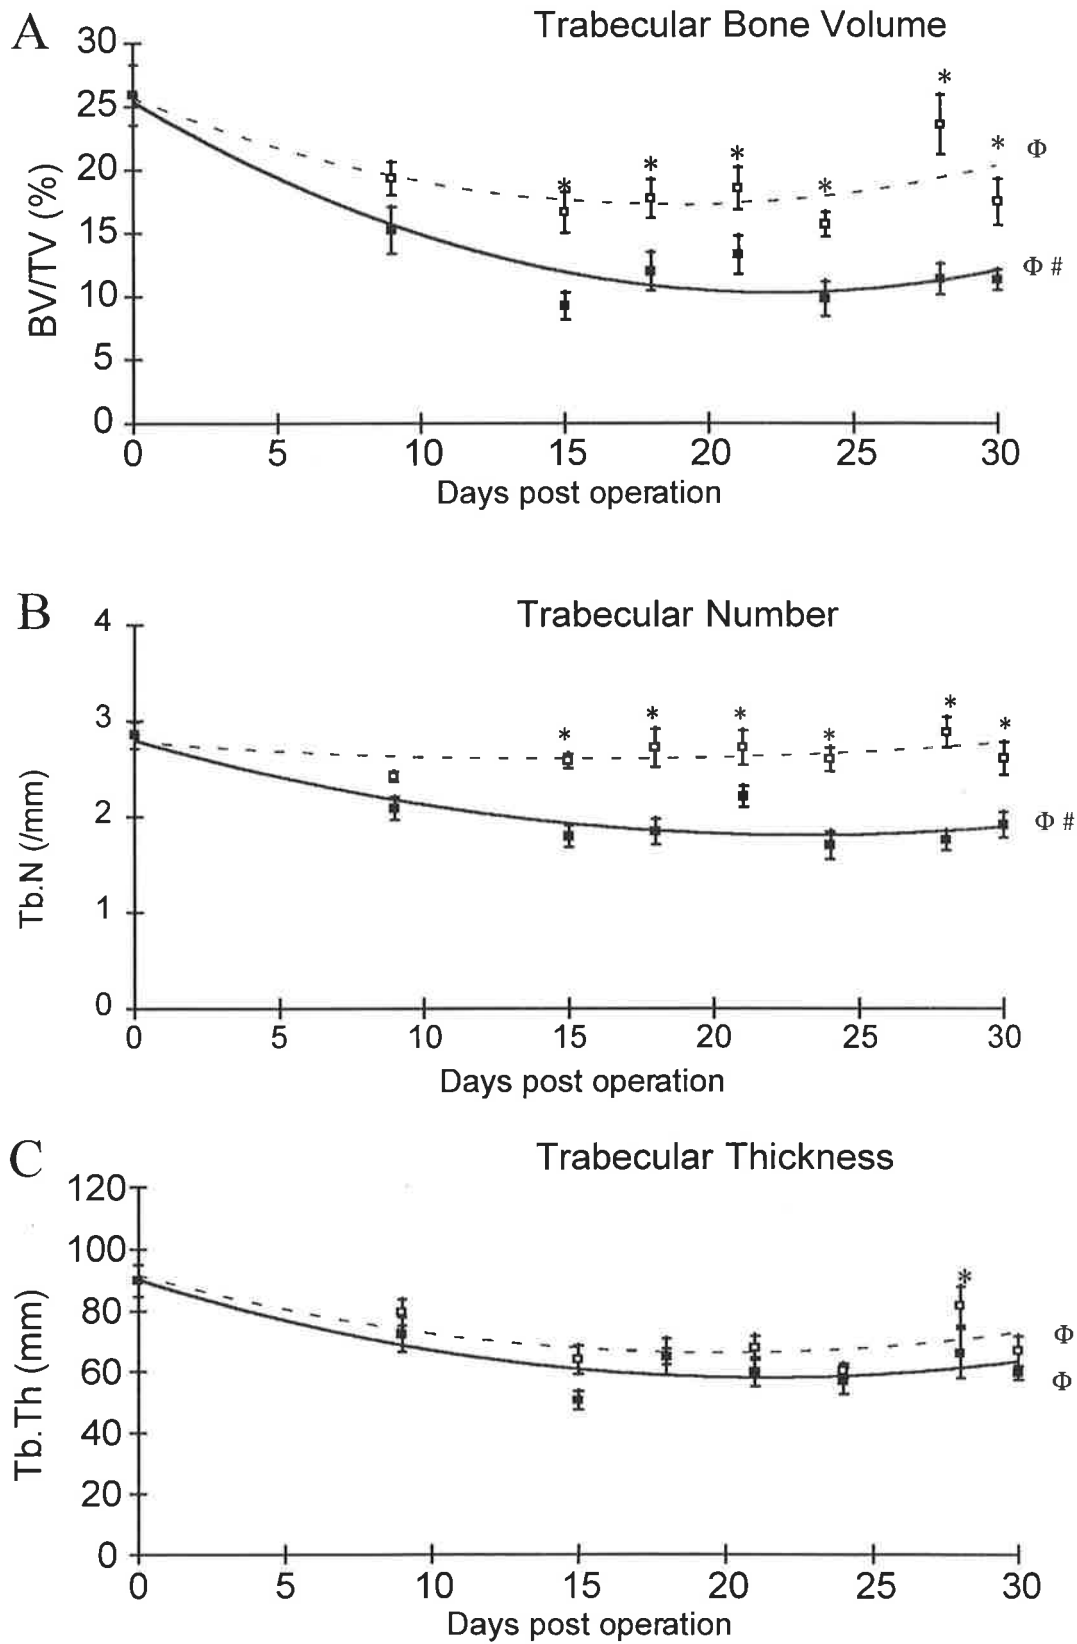 A
Trabecular Bone Volume
30
25
20
15
10
5
0
BV/TV (%)
* * * * * * *
Φ
Φ #
0 5 10 15 20 25 30
Days post operation
B
Trabecular Number
4
3
2
1
0
Tb.N (/mm)
* * * * * *
Φ #
0 5 10 15 20 25 30
Days post operation
C
Trabecular Thickness
120
100
80
60
40
20
0
Tb.Th (mm)
*
Φ
Φ
0 5 10 15 20 25 30
Days post operation